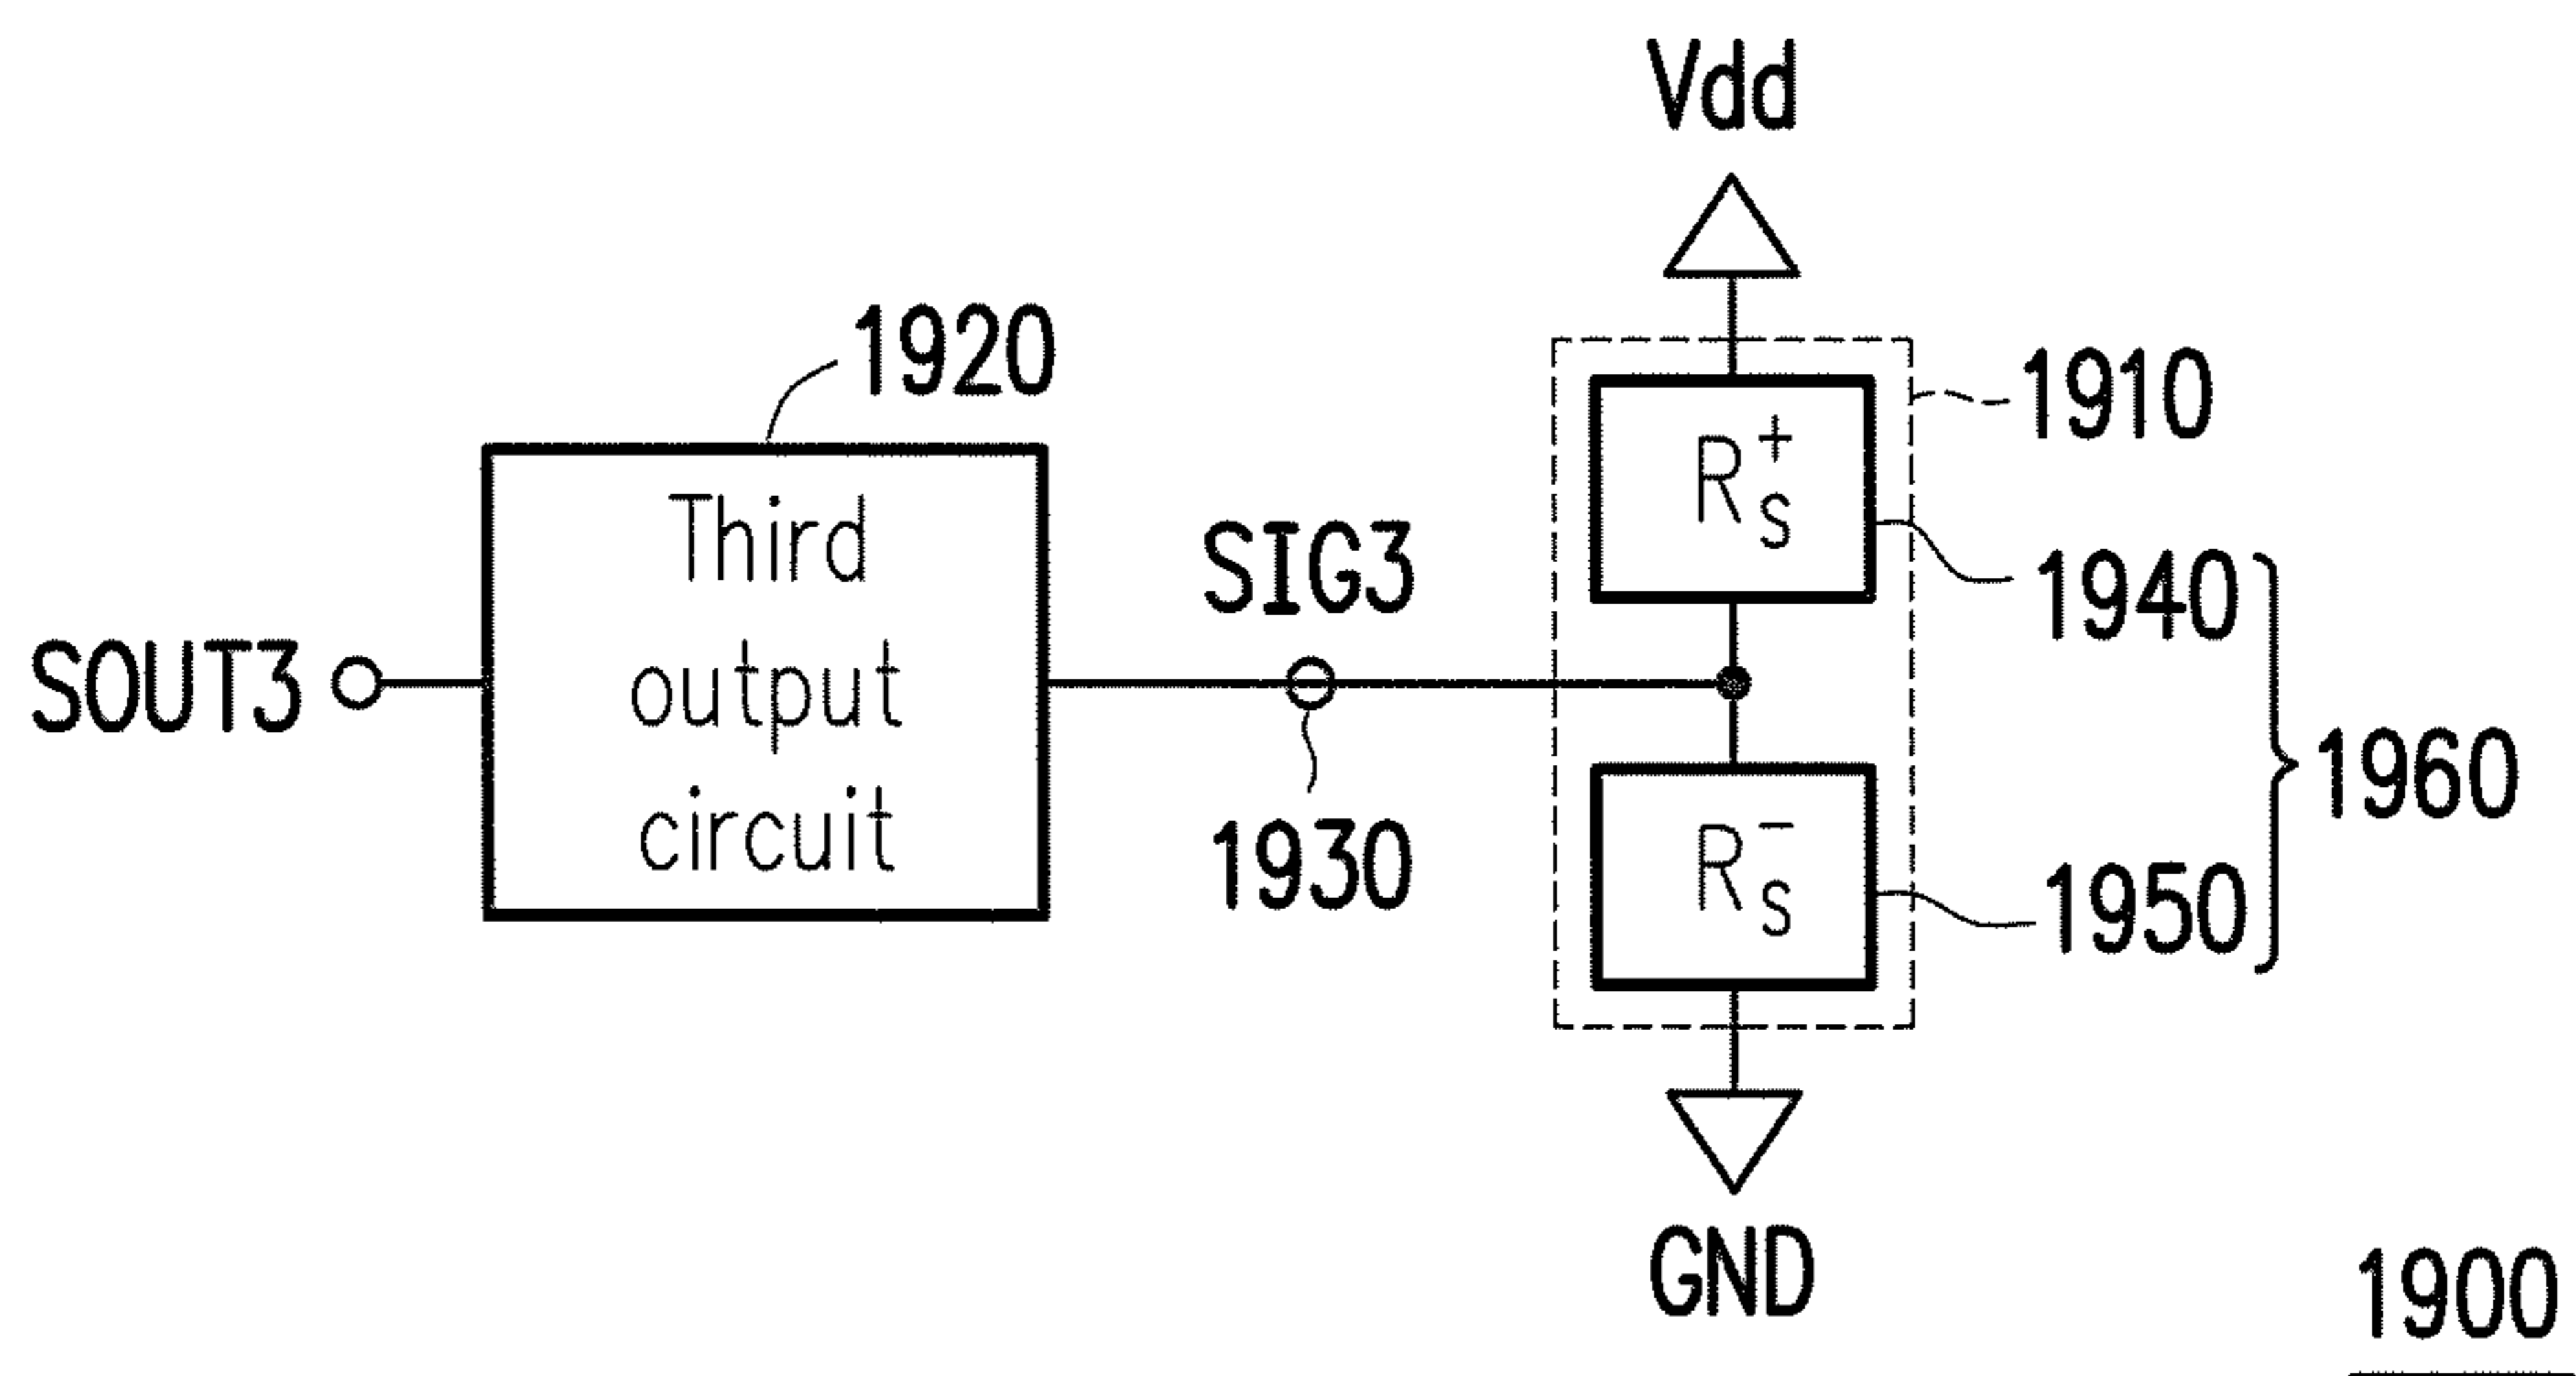 Vdd
1920
1910
Third
output
circuit
R+s
SIG3
1940
SOUT3
1960
1930
R-s
1950
GND
1900